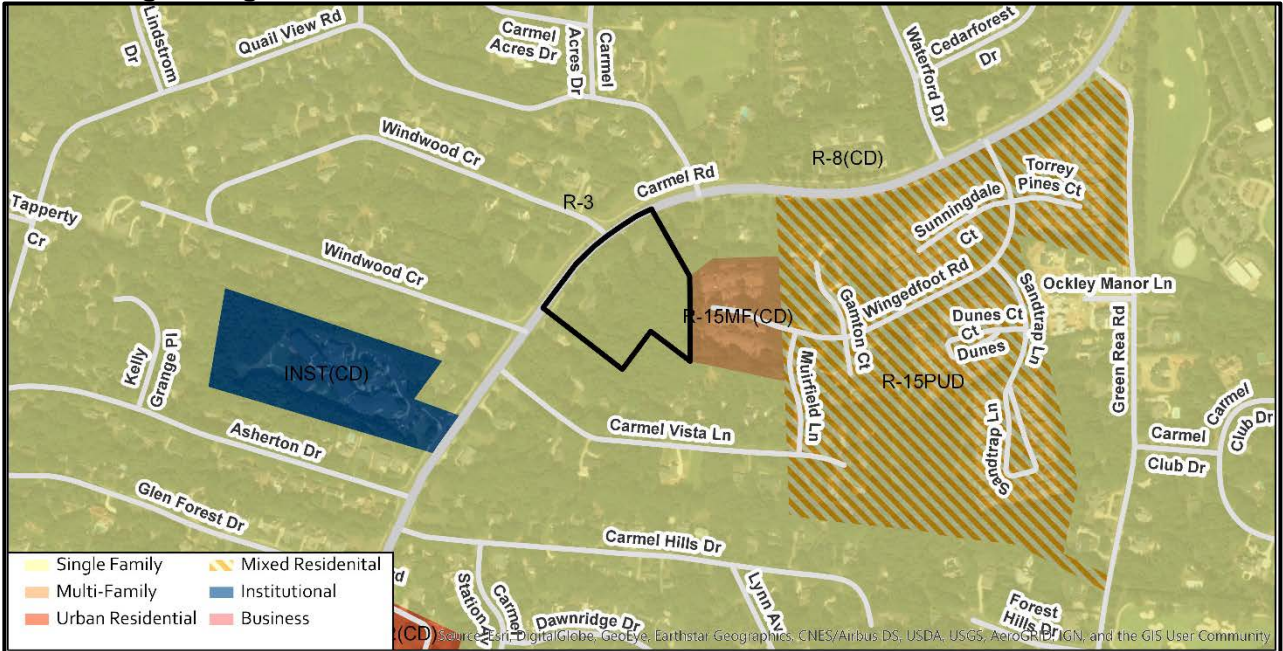 Lindstrom
Dr
Quail View Rd
Carmel
Acres Dr
Acres Dr
Carmel
Waterford Dr
Cedarforest
Dr
Windwood Cr
R-8(CD)
Carmel Rd
R-3
Torrey
Pines Ct
Sunningdale
Ct
Tapperty
Cr
Windwood Cr
Wingedfoot Rd
Gamton Ct
Sandtrap Ln
Ockley Manor Ln
R-15MF(CD)
Dunes Ct
Ct
Dunes
Green Rea Rd
Kelly
Grange Pl
INST(CD)
Muirfield Ln
R-15PUD
Sandtrap Ln
Carmel
Club Dr
Carmel
Club Dr
Asherton Dr
Carmel Vista Ln
Glen Forest Dr
Carmel Hills Dr
Rd
Station
Carmel
Dawnridge Dr
Lynn Av
Forest
Hills Dr
R(CD)
Single Family
Multi-Family
Urban Residential
Mixed Residenital
Institutional
Business
Source: Esri, DigitalGlobe, GeoEye, Earthstar Geographics, CNES/Airbus DS, USDA, USGS, AeroGRID, IGN, and the GIS User Community